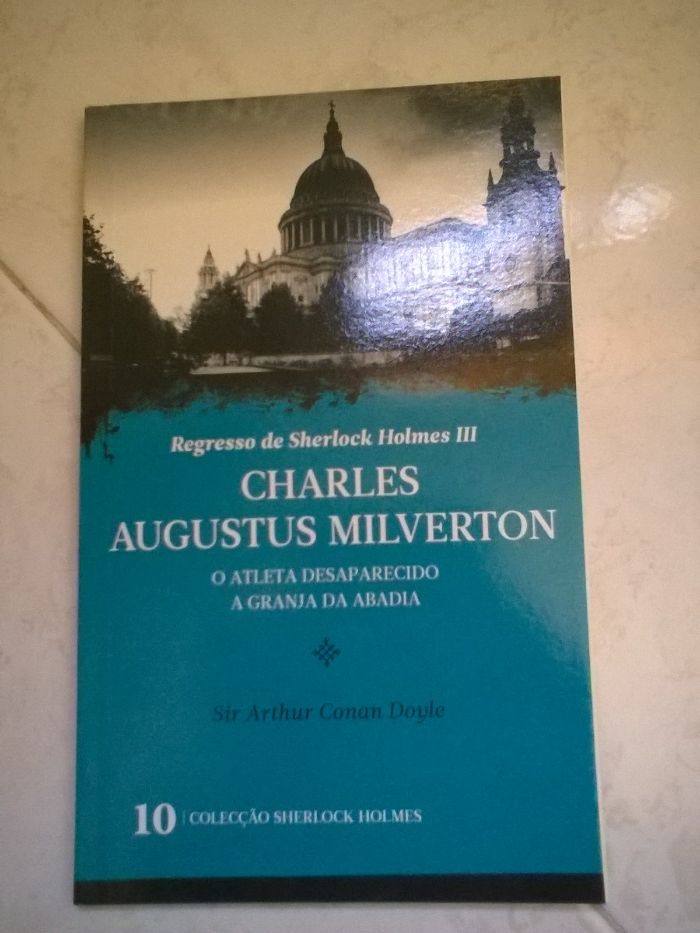 Regresso de Sherlock Holmes III
CHARLES
AUGUSTUS MILVERTON
O ATLETA DESAPARECIDO
A GRANJA DA ABADIA
Sir Arthur Conan Doyle
10 | COLECÇÃO SHERLOCK HOLMES